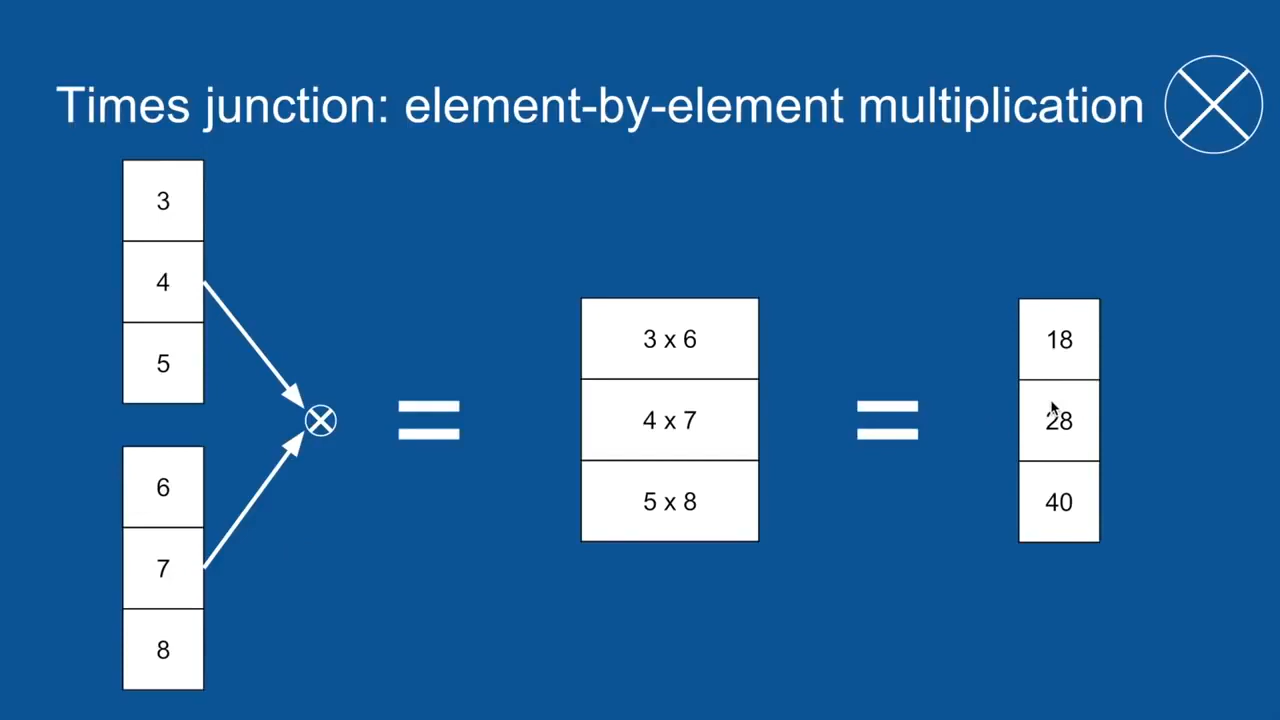 Times junction: element-by-element multiplication
3
4
5
6
7
8
3 x 6
4 x 7
5 x 8
18
28
40